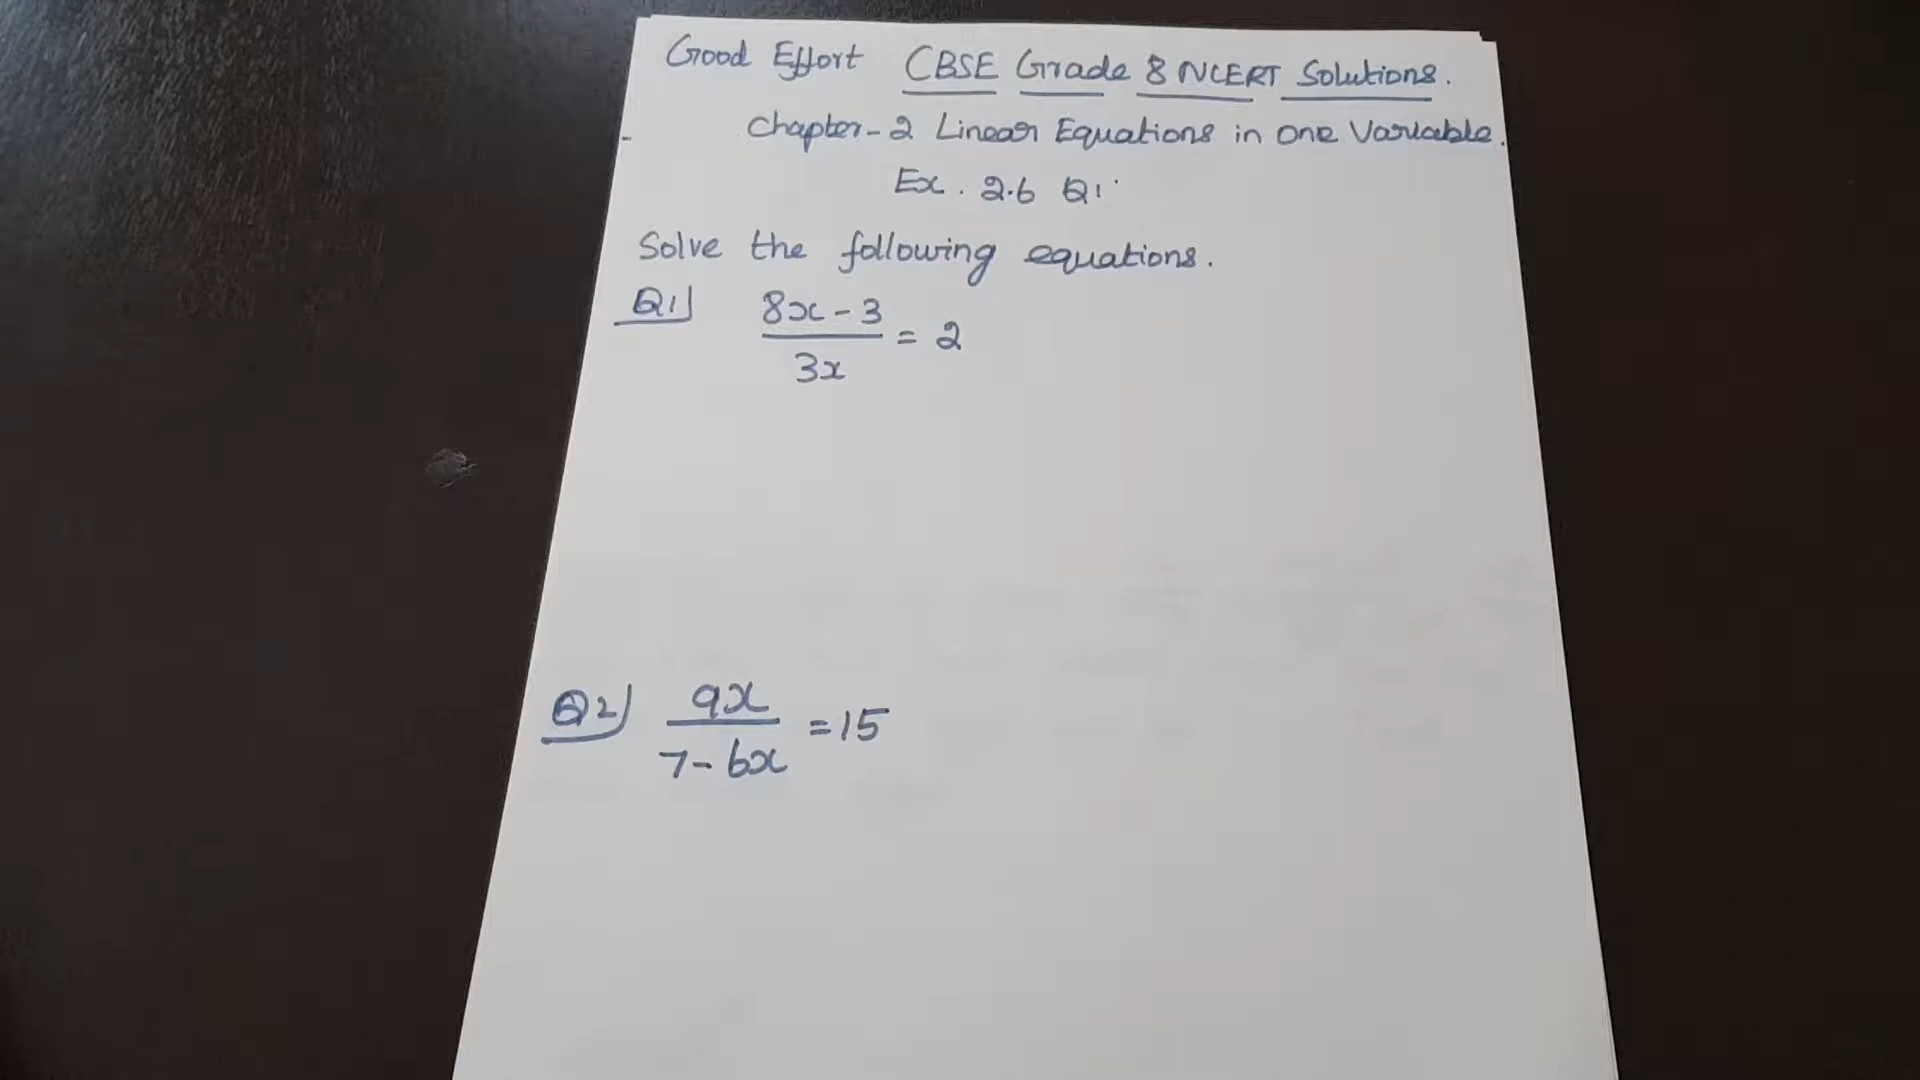 Good Effort CBSE Grade 8 NCERT Solutions.
Chapter-2 Linear Equations in One Variable.
Ex. 2.6 Q1.
Solve the following equations.
Q1) 8x-3
= 2
3x
Q2) 9x
=15
7-6x